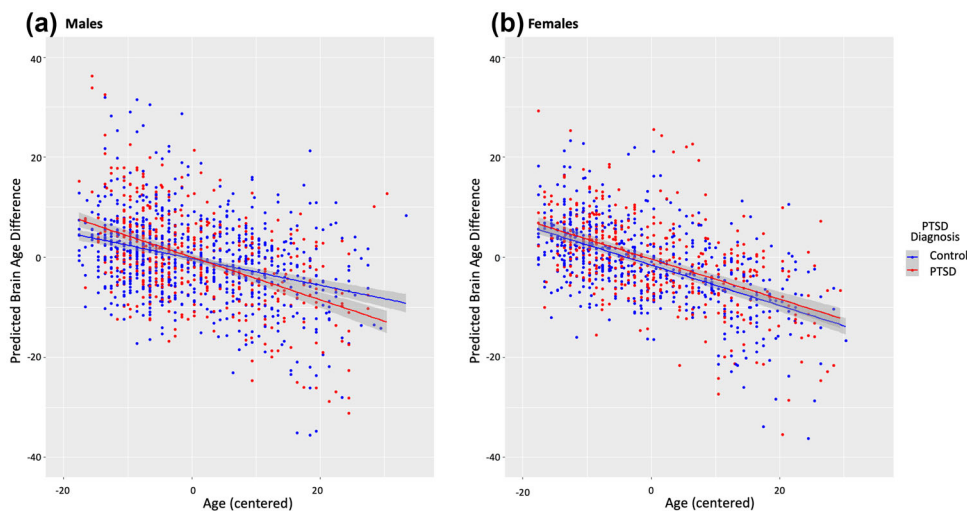 (a) Males
40
20
0
-20
-40
Predicted Brain Age Difference
-20 0 20
Age (centered)
(b) Females
40
20
0
-20
-40
Predicted Brain Age Difference
-20 0 20
Age (centered)
PTSD
Diagnosis
Control
PTSD